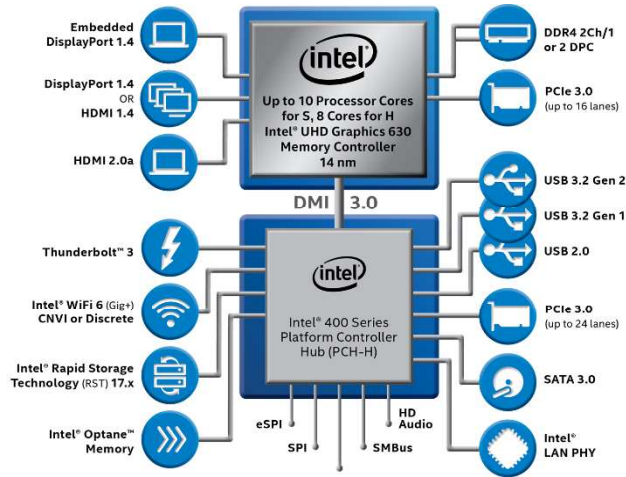 Embedded
DisplayPort 1.4
DisplayPort 1.4
OR
HDMI 1.4
HDMI 2.0a
intel®
Up to 10 Processor Cores
for S, 8 Cores for H
Intel® UHD Graphics 630
Memory Controller
14 nm
DDR4 2Ch/1
or 2 DPC
PCIe 3.0
(up to 16 lanes)
DMI 3.0
Thunderbolt™ 3
Intel® WiFi 6 (Gig+)
CNVI or Discrete
Intel® Rapid Storage
Technology (RST) 17.x
Intel® Optane™
Memory
intel®
Intel® 400 Series
Platform Controller
Hub (PCH-H)
USB 3.2 Gen 2
USB 3.2 Gen 1
USB 2.0
PCIe 3.0
(up to 24 lanes)
SATA 3.0
Intel®
LAN PHY
eSPI
SPI
SMBus
HD
Audio